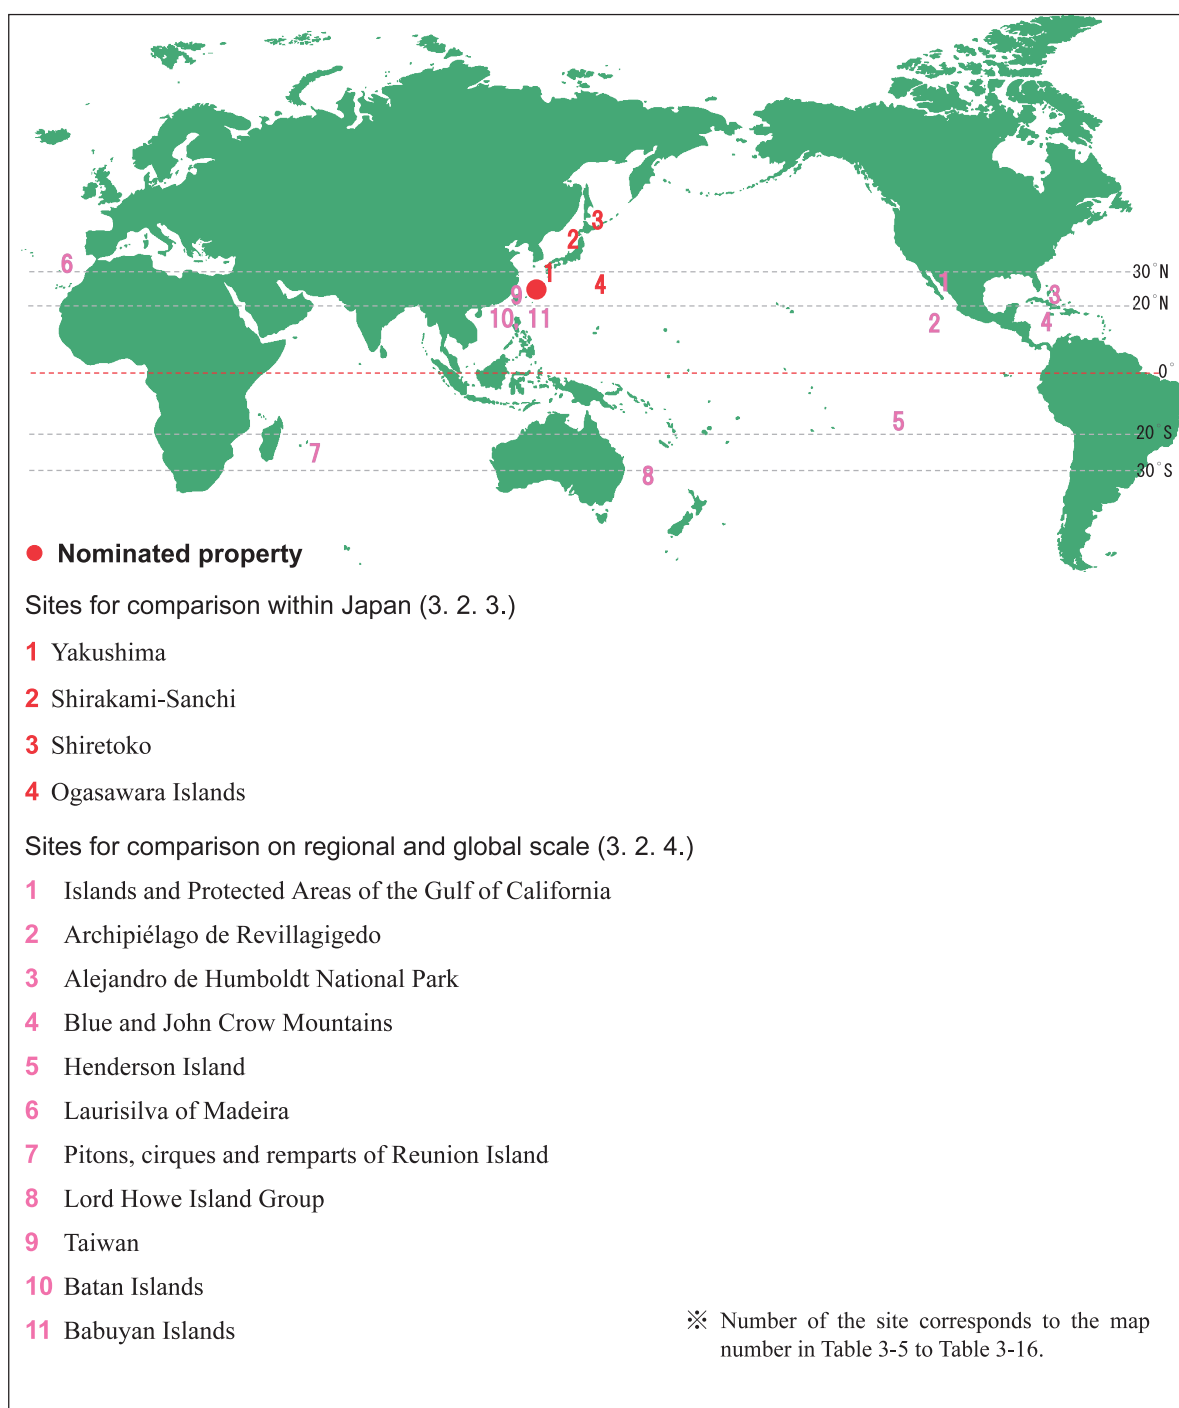 3
2
6
1
30°N
1
4
9
3
20°N
10
11
2
4
0°
5
20°S
7
8
30°S
Nominated property
Sites for comparison within Japan (3. 2. 3.)
1 Yakushima
2 Shirakami-Sanchi
3 Shiretoko
4 Ogasawara Islands
Sites for comparison on regional and global scale (3. 2. 4.)
1 Islands and Protected Areas of the Gulf of California
2 Archipiélago de Revillagigedo
3 Alejandro de Humboldt National Park
4 Blue and John Crow Mountains
5 Henderson Island
6 Laurisilva of Madeira
7 Pitons, cirques and remparts of Reunion Island
8 Lord Howe Island Group
9 Taiwan
10 Batan Islands
11 Babuyan Islands
※ Number of the site corresponds to the map
number in Table 3-5 to Table 3-16.